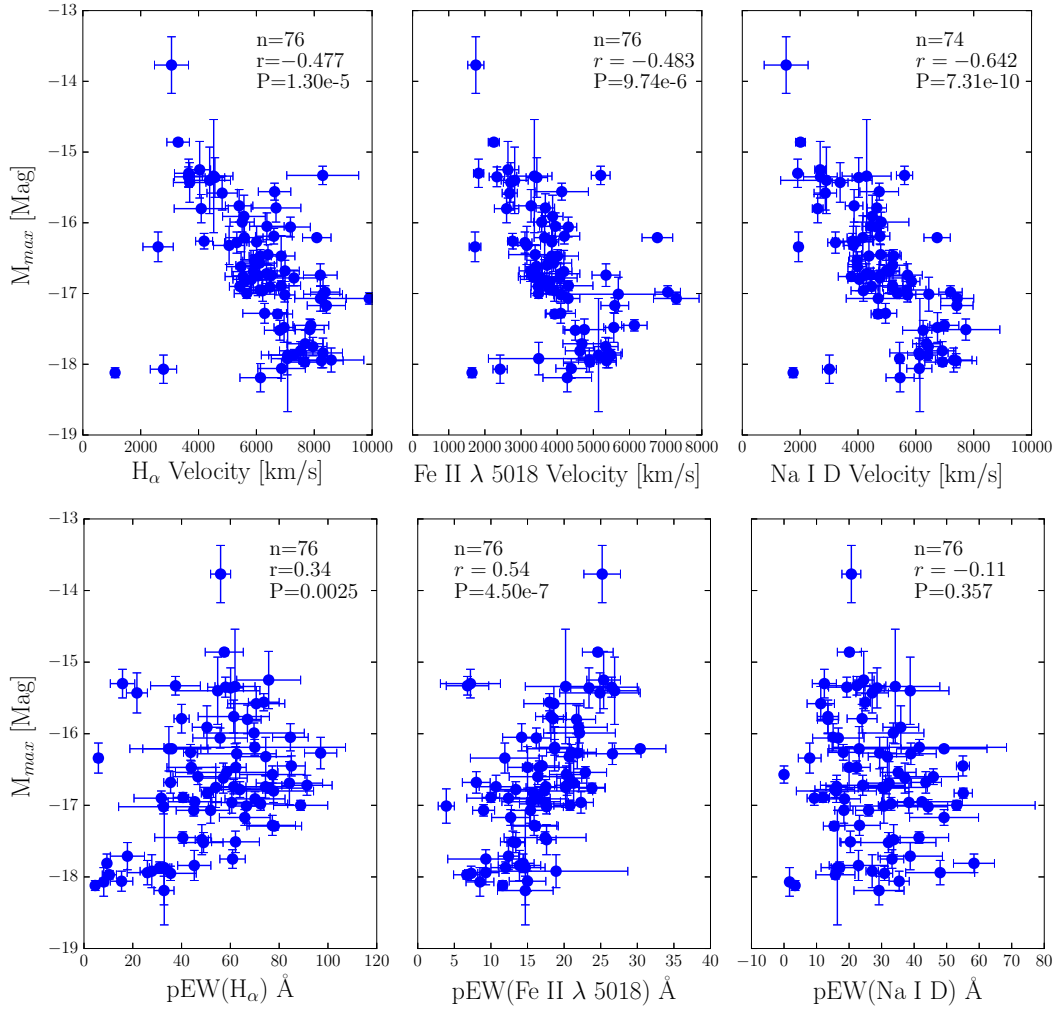 −13
−14
−15
−16
−17
−18
−19
M_max [Mag]
n=76
r=−0.477
P=1.30e-5
0 2000 4000 6000 8000 10000
H_α Velocity [km/s]
n=76
r = −0.483
P=9.74e-6
0 1000 2000 3000 4000 5000 6000 7000 8000
Fe II λ 5018 Velocity [km/s]
n=74
r = −0.642
P=7.31e-10
0 2000 4000 6000 8000 10000
Na I D Velocity [km/s]
−13
−14
−15
−16
−17
−18
−19
M_max [Mag]
n=76
r=0.34
P=0.0025
0 20 40 60 80 100 120
pEW(H_α) Å
n=76
r = 0.54
P=4.50e-7
0 5 10 15 20 25 30 35 40
pEW(Fe II λ 5018) Å
n=76
r = −0.11
P=0.357
−10 0 10 20 30 40 50 60 70 80
pEW(Na I D) Å